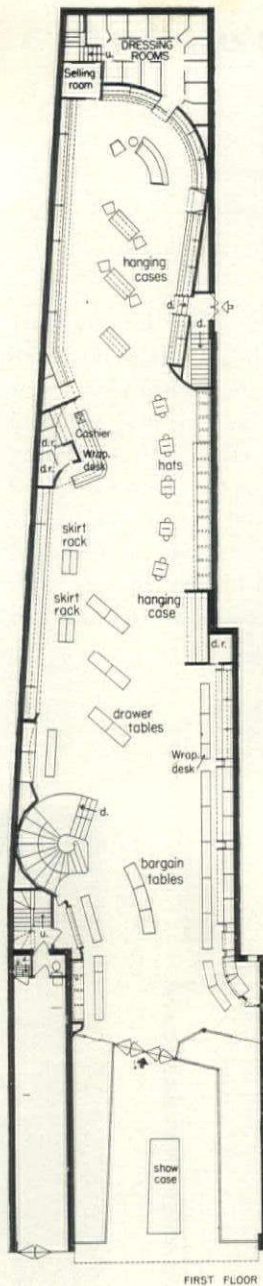 DRESSING
ROOMS
u.
Selling
room
hanging
cases
d.
d.
Cashier
d.r.
Wrap.
desk
d.r.
hats
skirt
rack
skirt
rack
hanging
case
d.r.
drawer
tables
Wrap.
desk
d.
bargain
tables
u.
show
case
FIRST FLOOR